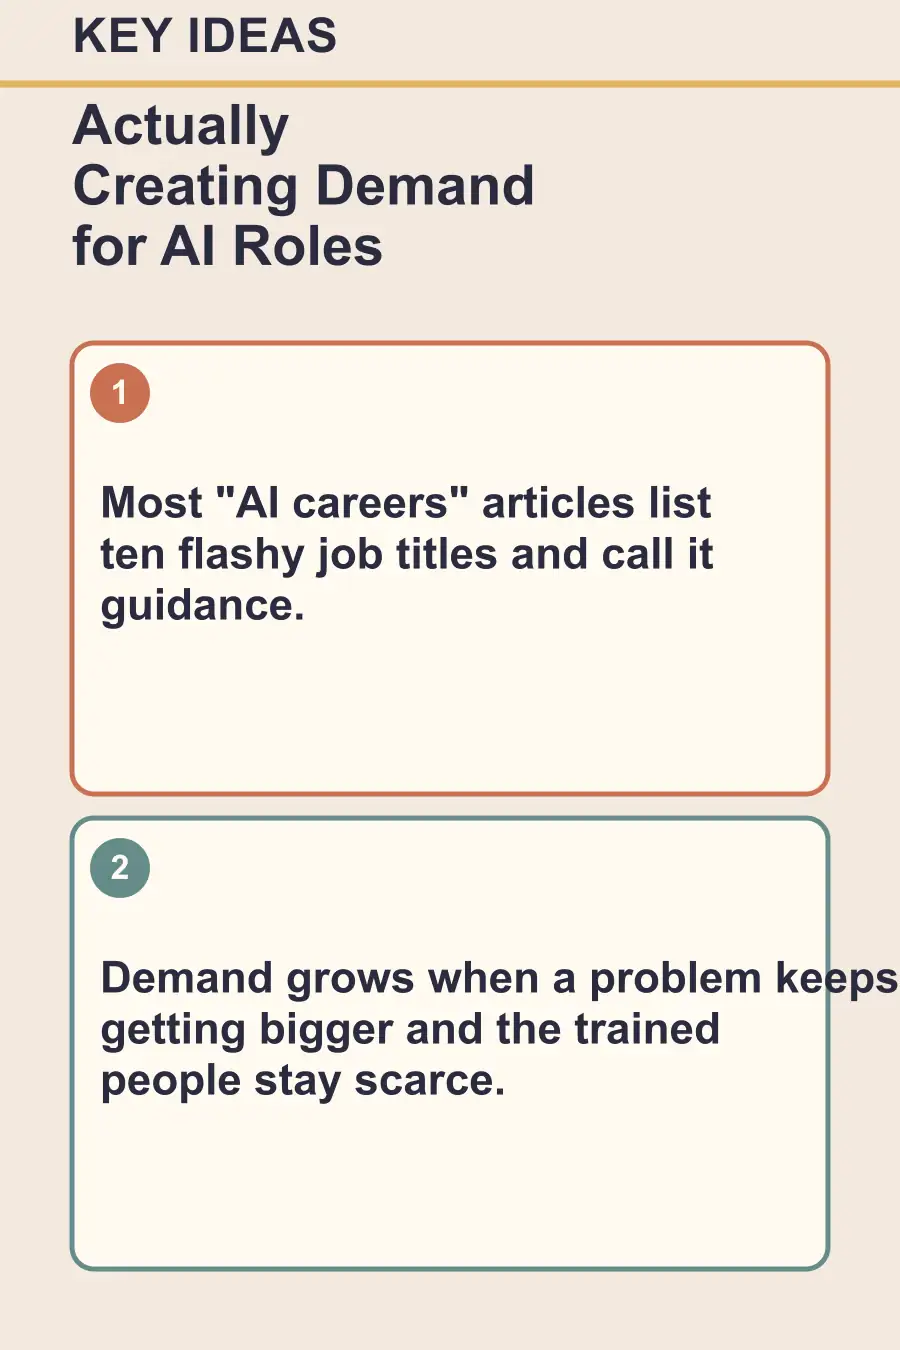 KEY IDEAS
Actually
Creating Demand
for AI Roles
1
Most "AI careers" articles list
ten flashy job titles and call it
guidance.
2
Demand grows when a problem keeps
getting bigger and the trained
people stay scarce.